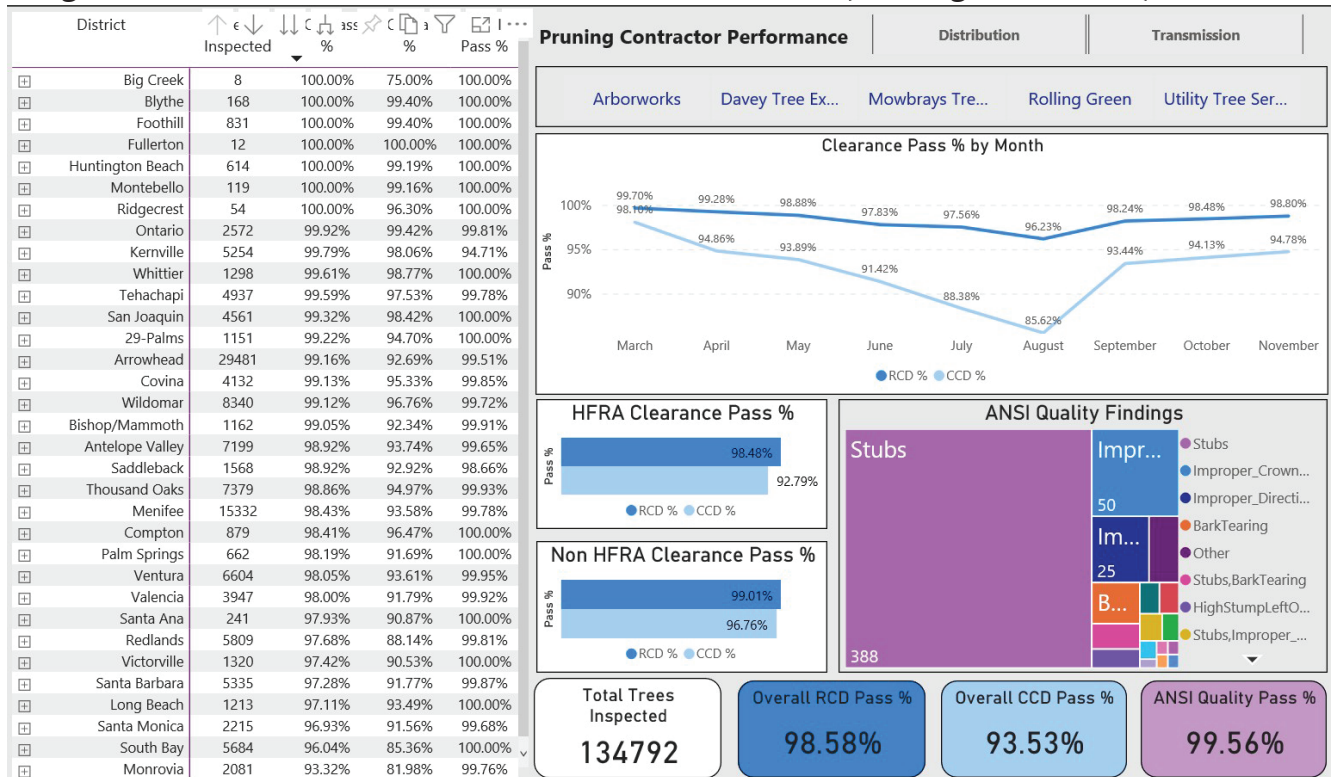 District
Inspected % % Pass %
Big Creek 8 100.00% 75.00% 100.00%
Blythe 168 100.00% 99.40% 100.00%
Foothill 831 100.00% 99.40% 100.00%
Fullerton 12 100.00% 100.00% 100.00%
Huntington Beach 614 100.00% 99.19% 100.00%
Montebello 119 100.00% 99.16% 100.00%
Ridgecrest 54 100.00% 96.30% 100.00%
Ontario 2572 99.92% 99.42% 99.81%
Kernville 5254 99.79% 98.06% 94.71%
Whittier 1298 99.61% 98.77% 100.00%
Tehachapi 4937 99.59% 97.53% 99.78%
San Joaquin 4561 99.32% 98.42% 100.00%
29-Palms 1151 99.22% 94.70% 100.00%
Arrowhead 29481 99.16% 92.69% 99.51%
Covina 4132 99.13% 95.33% 99.85%
Wildomar 8340 99.12% 96.76% 99.72%
Bishop/Mammoth 1162 99.05% 92.34% 99.91%
Antelope Valley 7199 98.92% 93.74% 99.65%
Saddleback 1568 98.92% 92.92% 98.66%
Thousand Oaks 7379 98.86% 94.97% 99.93%
Menifee 15332 98.43% 93.58% 99.78%
Compton 879 98.41% 96.47% 100.00%
Palm Springs 662 98.19% 91.69% 100.00%
Ventura 6604 98.05% 93.61% 99.95%
Valencia 3947 98.00% 91.79% 99.92%
Santa Ana 241 97.93% 90.87% 100.00%
Redlands 5809 97.68% 88.14% 99.81%
Victorville 1320 97.42% 90.53% 100.00%
Santa Barbara 5335 97.28% 91.77% 99.87%
Long Beach 1213 97.11% 93.49% 100.00%
Santa Monica 2215 96.93% 91.56% 99.68%
South Bay 5684 96.04% 85.36% 100.00%
Monrovia 2081 93.32% 81.98% 99.76%
Pruning Contractor Performance
Distribution
Transmission
Arborworks Davey Tree Ex... Mowbrays Tre... Rolling Green Utility Tree Ser...
Clearance Pass % by Month
Pass %
100%
95%
90%
99.70% 99.28% 98.88% 97.83% 97.56% 96.23% 98.24% 98.48% 98.80%
98.10% 94.86% 93.89% 91.42% 88.38% 85.62% 93.44% 94.13% 94.78%
March April May June July August September October November
RCD % CCD %
HFRA Clearance Pass %
Pass %
98.48%
92.79%
RCD % CCD %
Non HFRA Clearance Pass %
Pass %
99.01%
96.76%
RCD % CCD %
ANSI Quality Findings
Stubs
388
Impr...
50
Im...
25
B...
Stubs
Improper_Crown...
Improper_Directi...
BarkTearing
Other
Stubs,BarkTearing
HighStumpLeftO...
Stubs,Improper_...
Total Trees
Inspected
134792
Overall RCD Pass %
98.58%
Overall CCD Pass %
93.53%
ANSI Quality Pass %
99.56%